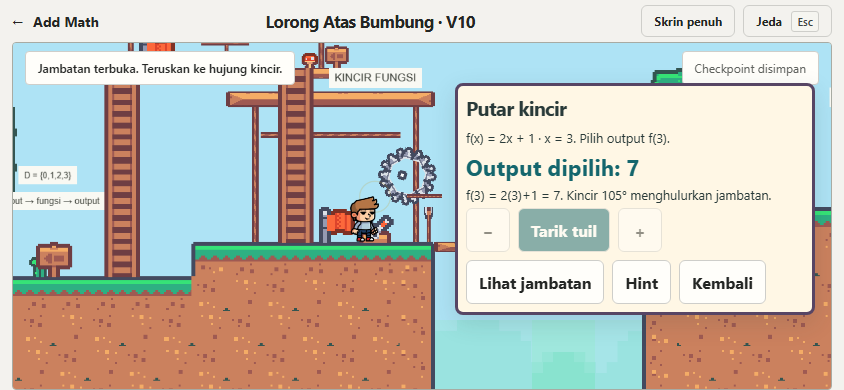 ← Add Math
Lorong Atas Bumbung · V10
Skrin penuh
Jeda Esc
Jambatan terbuka. Teruskan ke hujung kincir.
Checkpoint disimpan
KINCIR FUNGSI
D = {0,1,2,3}
→ fungsi → output
Putar kincir
f(x) = 2x + 1 · x = 3. Pilih output f(3).
Output dipilih: 7
f(3) = 2(3)+1 = 7. Kincir 105° menghulurkan jambatan.
−
Tarik tuil
+
Lihat jambatan
Hint
Kembali